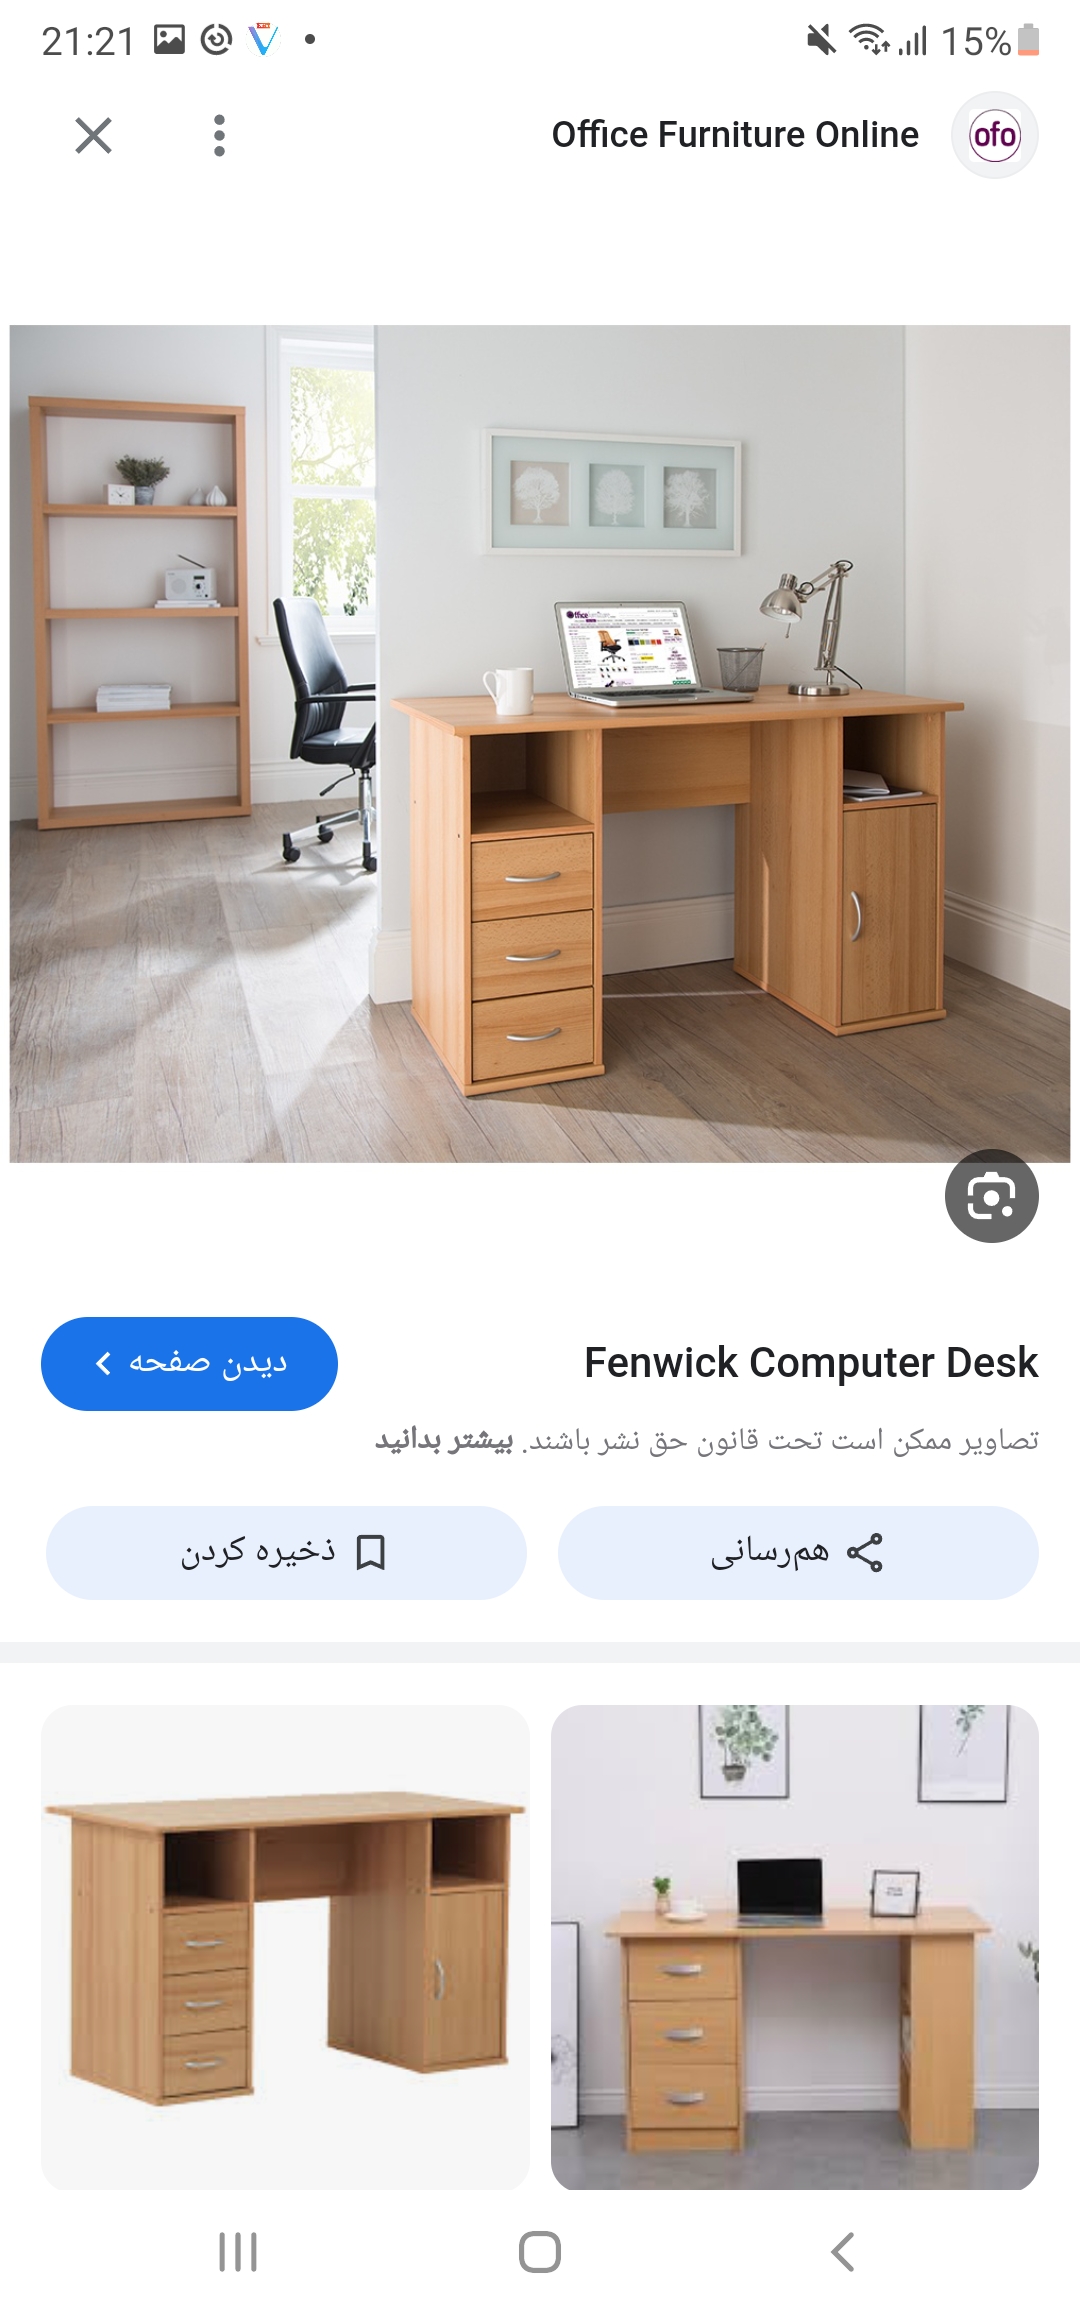 21:21
15%
Office Furniture Online
ofo
Fenwick Computer Desk
دیدن صفحه
تصاویر ممکن است تحت قانون حق نشر باشند. بیشتر بدانید
هم‌رسانی
ذخیره کردن